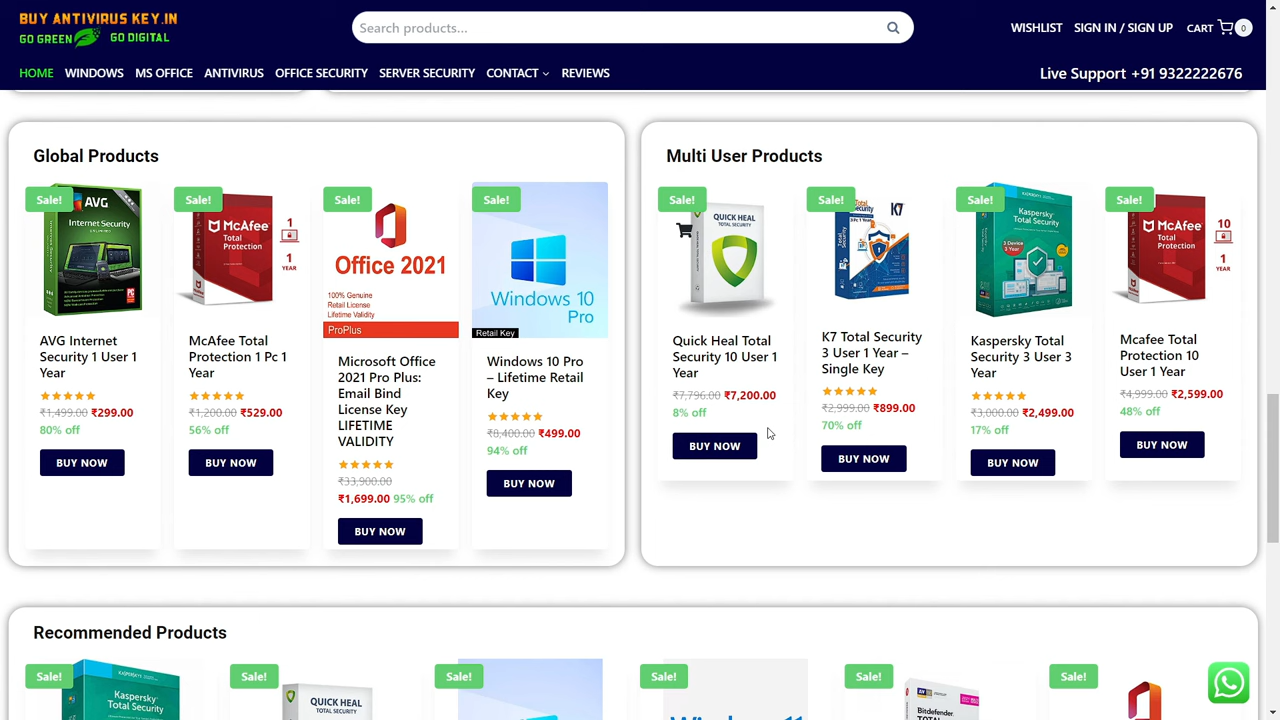 BUY ANTIVIRUS KEY.IN
GO GREEN GO DIGITAL
Search products...
WISHLIST SIGN IN / SIGN UP CART 0
HOME WINDOWS MS OFFICE ANTIVIRUS OFFICE SECURITY SERVER SECURITY CONTACT REVIEWS
Live Support +91 9322222676
Global Products
Sale!
AVG
Internet Security
AVG Internet
Security 1 User 1
Year
₹1,499.00 ₹299.00
80% off
BUY NOW
Sale!
McAfee
Total
Protection
1
1
YEAR
McAfee Total
Protection 1 Pc 1
Year
₹1,200.00 ₹529.00
56% off
BUY NOW
Sale!
Office 2021
100% Genuine
Retail License
Lifetime Validity
ProPlus
Microsoft Office
2021 Pro Plus:
Email Bind
License Key
LIFETIME
VALIDITY
₹33,900.00
₹1,699.00 95% off
BUY NOW
Sale!
Windows 10
Pro
Retail Key
Windows 10 Pro
– Lifetime Retail
Key
₹8,400.00 ₹499.00
94% off
BUY NOW
Multi User Products
Sale!
QUICK HEAL
TOTAL SECURITY
Quick Heal Total
Security 10 User 1
Year
₹7,796.00 ₹7,200.00
8% off
BUY NOW
Sale!
K7
K7 Total Security
3 User 1 Year –
Single Key
₹2,999.00 ₹899.00
70% off
BUY NOW
Sale!
Kaspersky
Total Security
3 Device
1 Year
Kaspersky Total
Security 3 User 3
Year
₹3,000.00 ₹2,499.00
17% off
BUY NOW
Sale!
McAfee
Total
Protection
10
1
YEAR
Mcafee Total
Protection 10
User 1 Year
₹4,999.00 ₹2,599.00
48% off
BUY NOW
Recommended Products
Sale!
Kaspersky
Sale!
QUICK HEAL
TOTAL SECURITY
Sale!
Sale!
Sale!
Bitdefender
Sale!